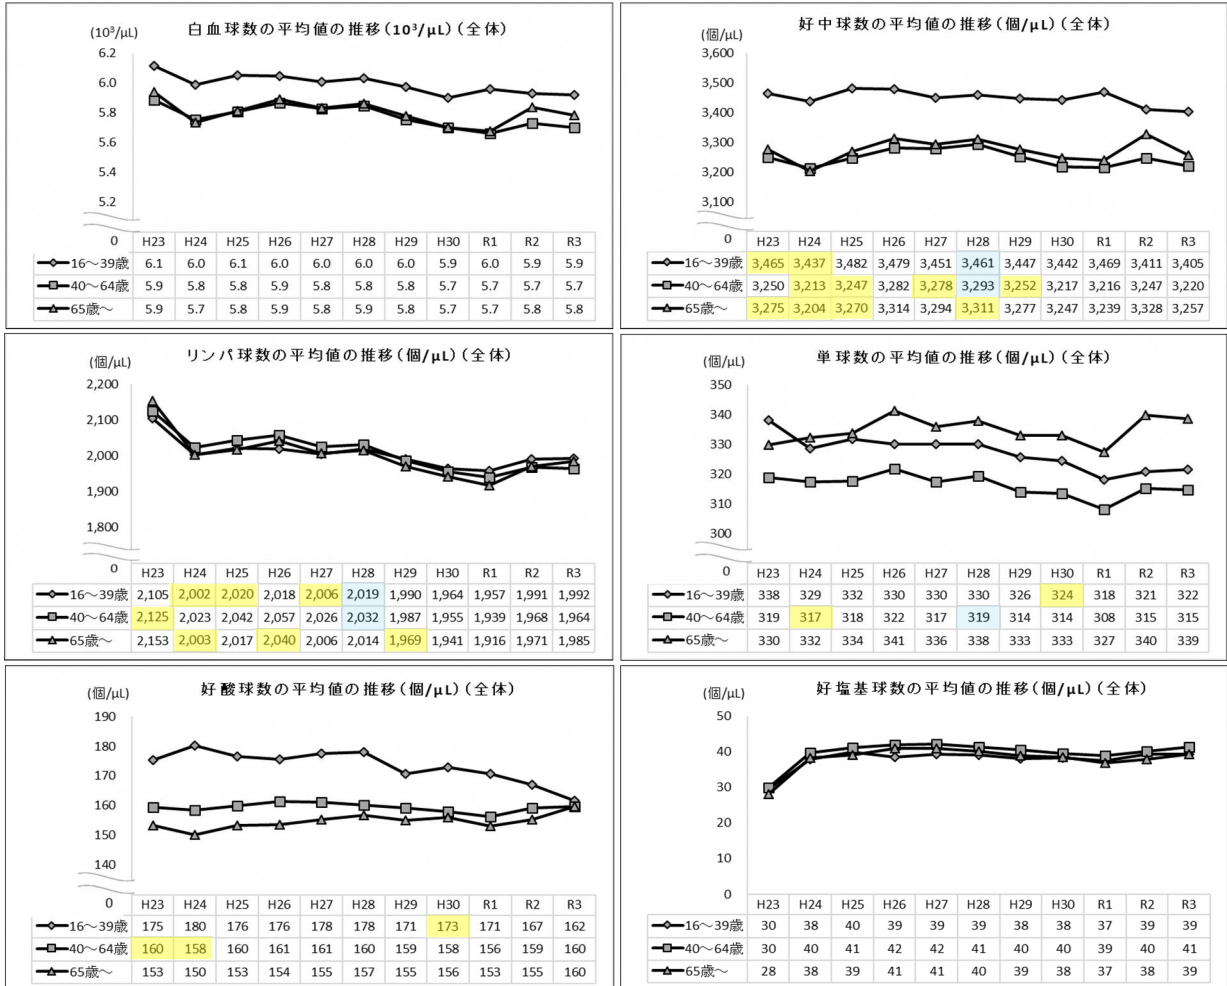 白血球数の平均値の推移(10³/μL)(全体)
(10³/μL)
6.2
6.0
5.8
5.6
5.4
5.2
0
H23 H24 H25 H26 H27 H28 H29 H30 R1 R2 R3
16～39歳 6.1 6.0 6.1 6.0 6.0 6.0 6.0 5.9 6.0 5.9 5.9
40～64歳 5.9 5.8 5.8 5.9 5.8 5.8 5.8 5.7 5.7 5.7 5.7
65歳～ 5.9 5.7 5.8 5.9 5.8 5.9 5.8 5.7 5.7 5.8 5.8
好中球数の平均値の推移(個/μL)(全体)
(個/μL)
3,600
3,500
3,400
3,300
3,200
3,100
0
H23 H24 H25 H26 H27 H28 H29 H30 R1 R2 R3
16～39歳 3,465 3,437 3,482 3,479 3,451 3,461 3,447 3,442 3,469 3,411 3,405
40～64歳 3,250 3,213 3,247 3,282 3,278 3,293 3,252 3,217 3,216 3,247 3,220
65歳～ 3,275 3,204 3,270 3,314 3,294 3,311 3,277 3,247 3,239 3,328 3,257
リンパ球数の平均値の推移(個/μL)(全体)
(個/μL)
2,200
2,100
2,000
1,900
1,800
0
H23 H24 H25 H26 H27 H28 H29 H30 R1 R2 R3
16～39歳 2,105 2,002 2,020 2,018 2,006 2,019 1,990 1,964 1,957 1,991 1,992
40～64歳 2,125 2,023 2,042 2,057 2,026 2,032 1,987 1,955 1,939 1,968 1,964
65歳～ 2,153 2,003 2,017 2,040 2,006 2,014 1,969 1,941 1,916 1,971 1,985
単球数の平均値の推移(個/μL)(全体)
(個/μL)
350
340
330
320
310
300
0
H23 H24 H25 H26 H27 H28 H29 H30 R1 R2 R3
16～39歳 338 329 332 330 330 330 326 324 318 321 322
40～64歳 319 317 318 322 317 319 314 314 308 315 315
65歳～ 330 332 334 341 336 338 333 333 327 340 339
好酸球数の平均値の推移(個/μL)(全体)
(個/μL)
190
180
170
160
150
140
0
H23 H24 H25 H26 H27 H28 H29 H30 R1 R2 R3
16～39歳 175 180 176 176 178 178 171 173 171 167 162
40～64歳 160 158 160 161 161 160 159 158 156 159 160
65歳～ 153 150 153 154 155 157 155 156 153 155 160
好塩基球数の平均値の推移(個/μL)(全体)
(個/μL)
50
40
30
20
10
0
H23 H24 H25 H26 H27 H28 H29 H30 R1 R2 R3
16～39歳 30 38 40 39 39 39 38 38 37 39 39
40～64歳 30 40 41 42 42 41 40 40 39 40 41
65歳～ 28 38 39 41 41 40 39 38 37 38 39